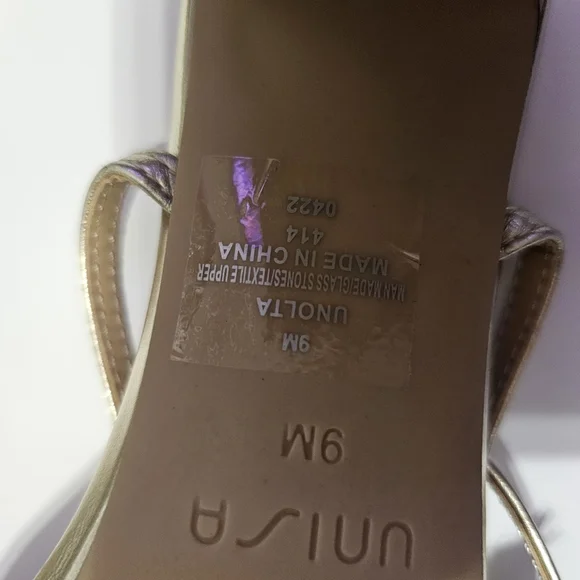 UNISA
9M
9M
UNOLTA
MAN MADE/GLASS STONES/TEXTILE UPPER
MADE IN CHINA
414
0422